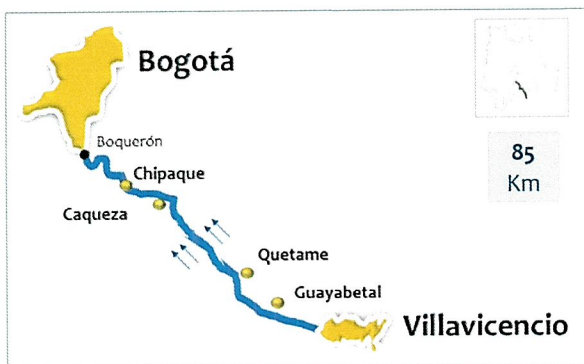 Bogotá
Boquerón
Chipaque
Caqueza
85
Km
Quetame
Guayabetal
Villavicencio